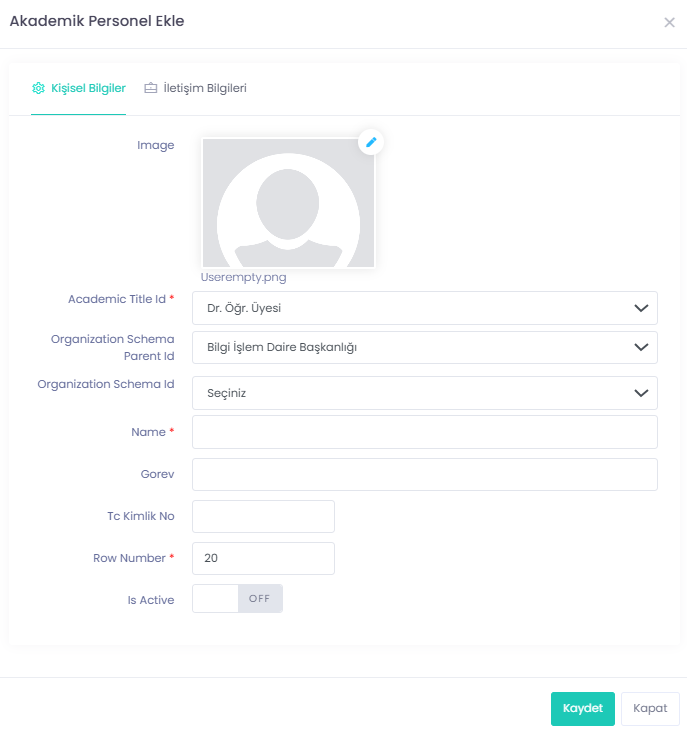 Akademik Personel Ekle
Kişisel Bilgiler
İletişim Bilgileri
Image
Userempty.png
Academic Title Id *
Dr. Öğr. Üyesi
Organization Schema
Parent Id
Bilgi İşlem Daire Başkanlığı
Organization Schema Id
Seçiniz
Name *
Gorev
Tc Kimlik No
Row Number *
20
Is Active
OFF
Kaydet
Kapat